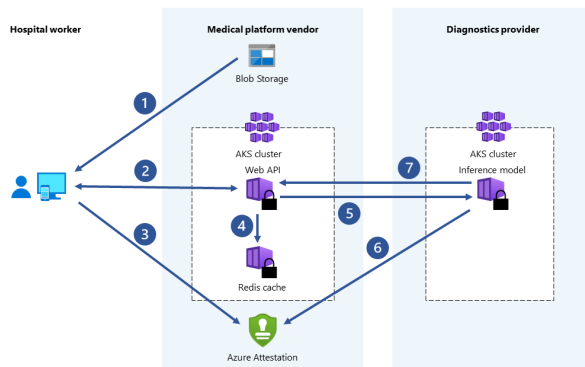 Hospital worker
Medical platform vendor
Diagnostics provider
Blob Storage
1
AKS cluster
Web API
AKS cluster
Inference model
2
7
3
4
5
6
Redis cache
Azure Attestation